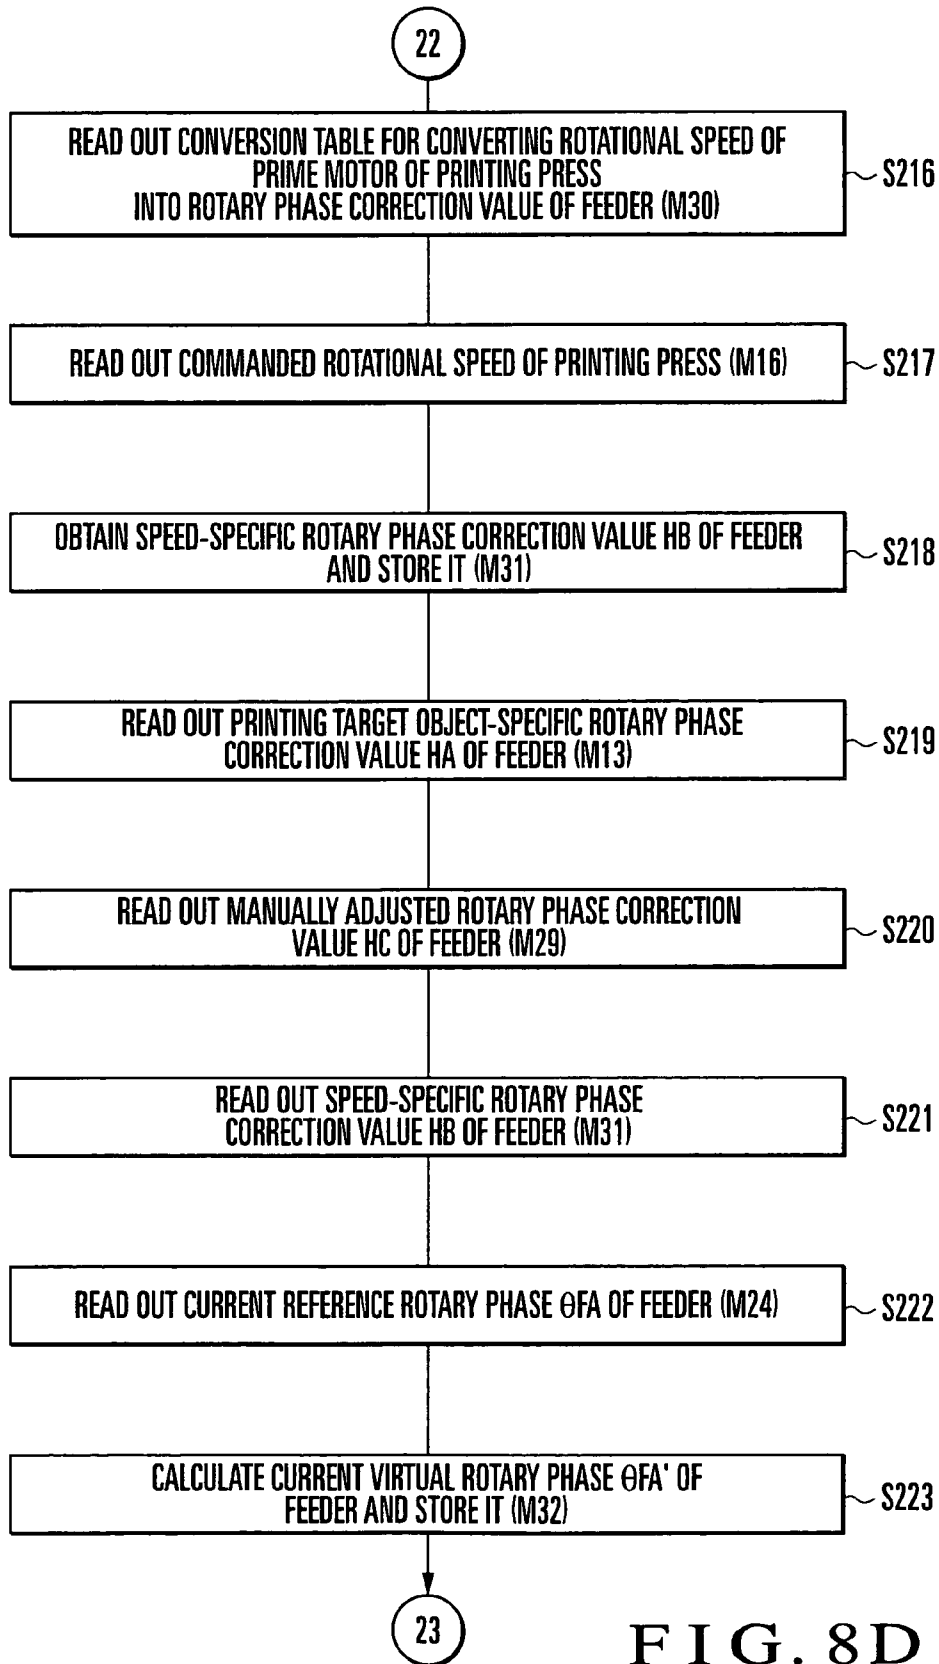 22
READ OUT CONVERSION TABLE FOR CONVERTING ROTATIONAL SPEED OF
PRIME MOTOR OF PRINTING PRESS
INTO ROTARY PHASE CORRECTION VALUE OF FEEDER (M30)
S216
READ OUT COMMANDED ROTATIONAL SPEED OF PRINTING PRESS (M16)
S217
OBTAIN SPEED-SPECIFIC ROTARY PHASE CORRECTION VALUE HB OF FEEDER
AND STORE IT (M31)
S218
READ OUT PRINTING TARGET OBJECT-SPECIFIC ROTARY PHASE
CORRECTION VALUE HA OF FEEDER (M13)
S219
READ OUT MANUALLY ADJUSTED ROTARY PHASE CORRECTION
VALUE HC OF FEEDER (M29)
S220
READ OUT SPEED-SPECIFIC ROTARY PHASE
CORRECTION VALUE HB OF FEEDER (M31)
S221
READ OUT CURRENT REFERENCE ROTARY PHASE θFA OF FEEDER (M24)
S222
CALCULATE CURRENT VIRTUAL ROTARY PHASE θFA' OF
FEEDER AND STORE IT (M32)
S223
23
FIG. 8D